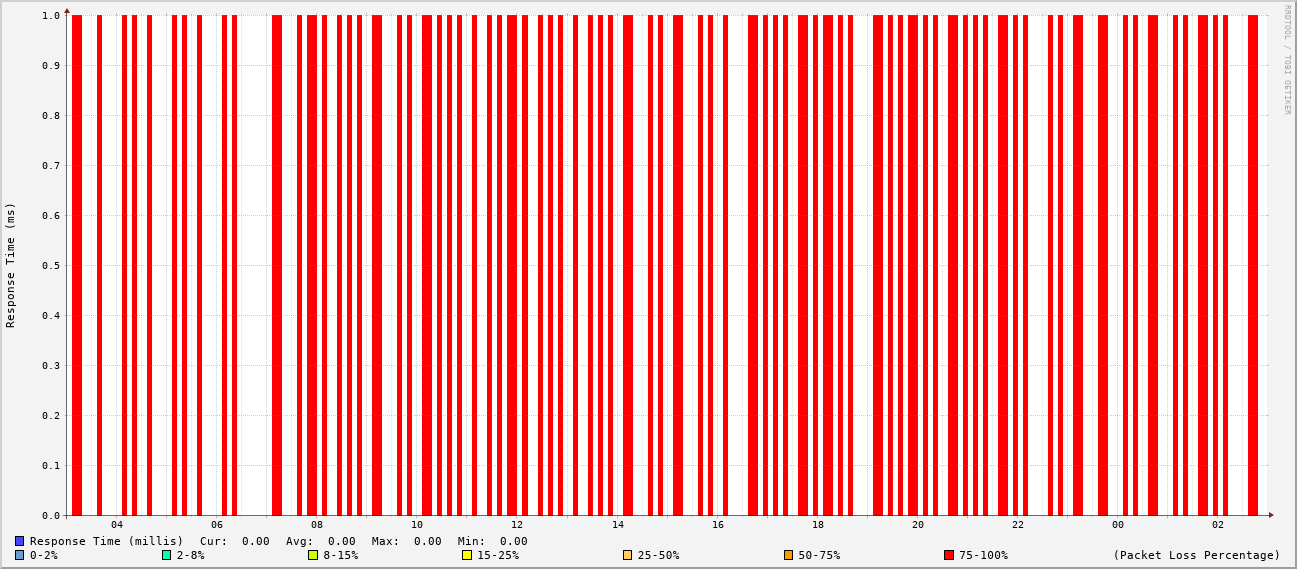 RRDTOOL / TOBI OETIKER
Response Time (ms)
1.0
0.9
0.8
0.7
0.6
0.5
0.4
0.3
0.2
0.1
0.0
04 06 08 10 12 14 16 18 20 22 00 02
Response Time (millis) Cur: 0.00 Avg: 0.00 Max: 0.00 Min: 0.00
0-2% 2-8% 8-15% 15-25% 25-50% 50-75% 75-100% (Packet Loss Percentage)